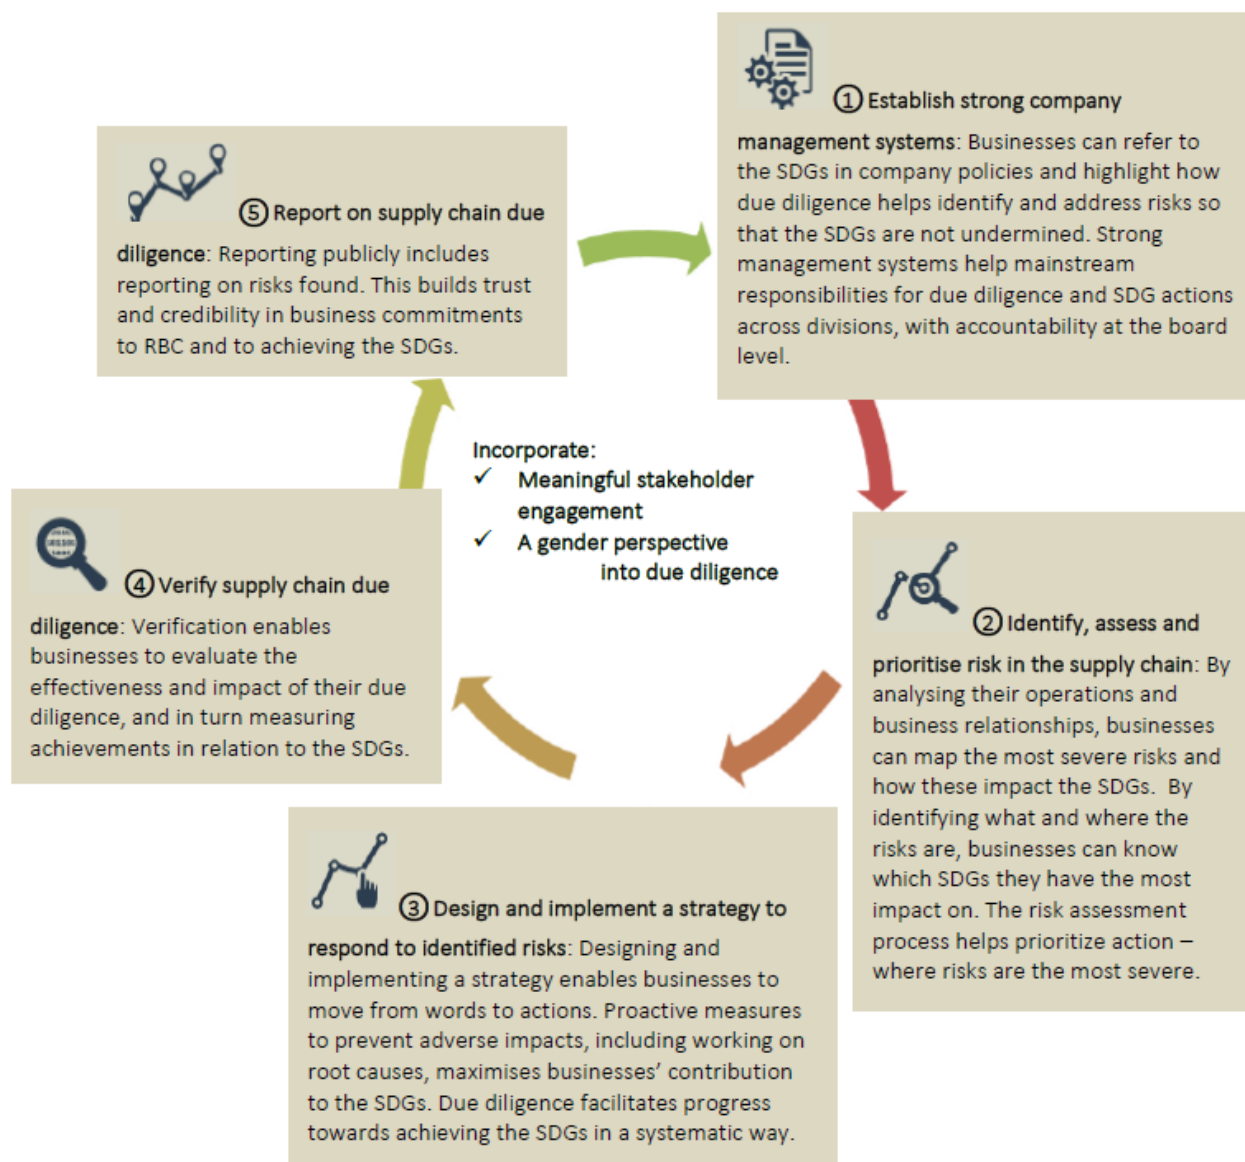 ① Establish strong company
management systems: Businesses can refer to
the SDGs in company policies and highlight how
due diligence helps identify and address risks so
that the SDGs are not undermined. Strong
management systems help mainstream
responsibilities for due diligence and SDG actions
across divisions, with accountability at the board
level.
② Identify, assess and
prioritise risk in the supply chain: By
analysing their operations and
business relationships, businesses
can map the most severe risks and
how these impact the SDGs.  By
identifying what and where the
risks are, businesses can know
which SDGs they have the most
impact on. The risk assessment
process helps prioritize action –
where risks are the most severe.
③ Design and implement a strategy to
respond to identified risks: Designing and
implementing a strategy enables businesses to
move from words to actions. Proactive measures
to prevent adverse impacts, including working on
root causes, maximises businesses’ contribution
to the SDGs. Due diligence facilitates progress
towards achieving the SDGs in a systematic way.
④ Verify supply chain due
diligence: Verification enables
businesses to evaluate the
effectiveness and impact of their due
diligence, and in turn measuring
achievements in relation to the SDGs.
⑤ Report on supply chain due
diligence: Reporting publicly includes
reporting on risks found. This builds trust
and credibility in business commitments
to RBC and to achieving the SDGs.
Incorporate:
✓ Meaningful stakeholder
engagement
✓ A gender perspective
into due diligence